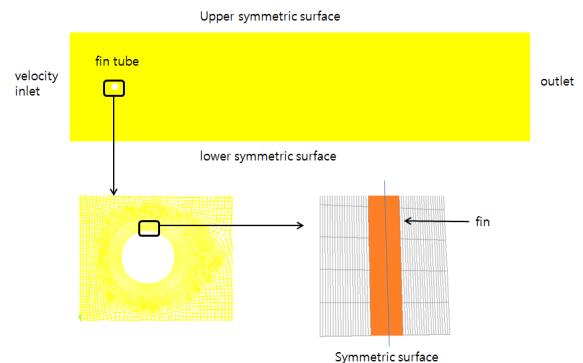 Upper symmetric surface
fin tube
velocity
inlet
outlet
lower symmetric surface
fin
Symmetric surface